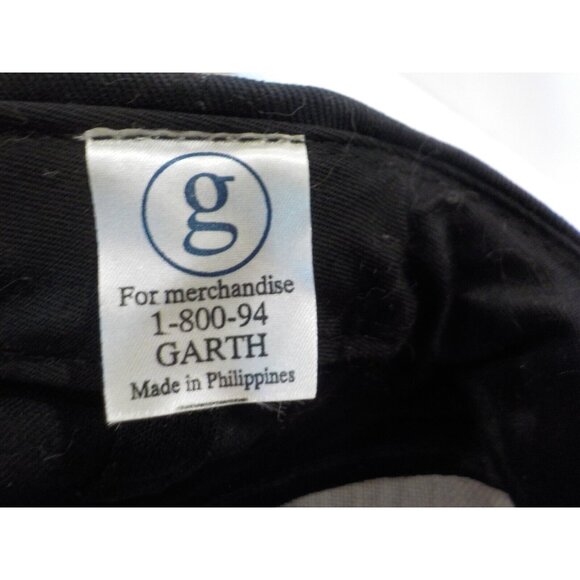 g
For merchandise
1-800-94
GARTH
Made in Philippines